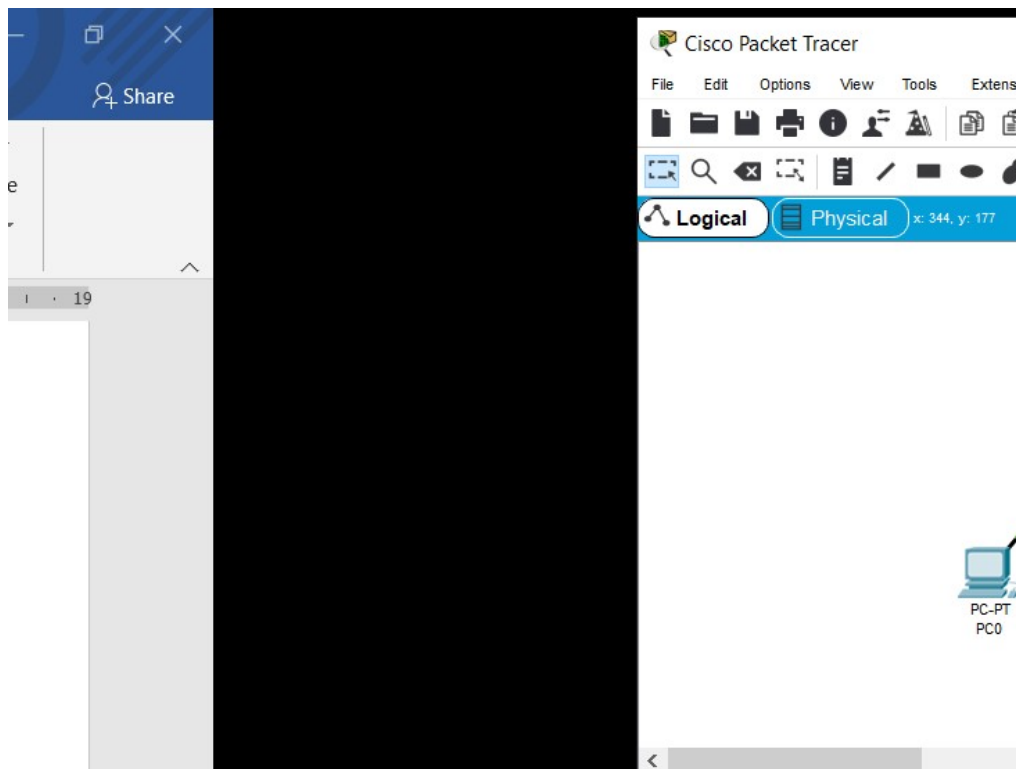 Share
e
19
Cisco Packet Tracer
File Edit Options View Tools Extens
Logical Physical x: 344, y: 177
PC-PT
PC0